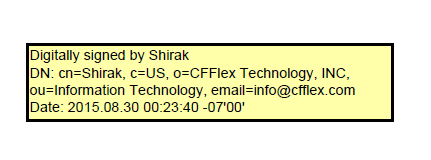 Digitally signed by Shirak
DN: cn=Shirak, c=US, o=CFFlex Technology, INC,
ou=Information Technology, email=info@cfflex.com
Date: 2015.08.30 00:23:40 -07'00'